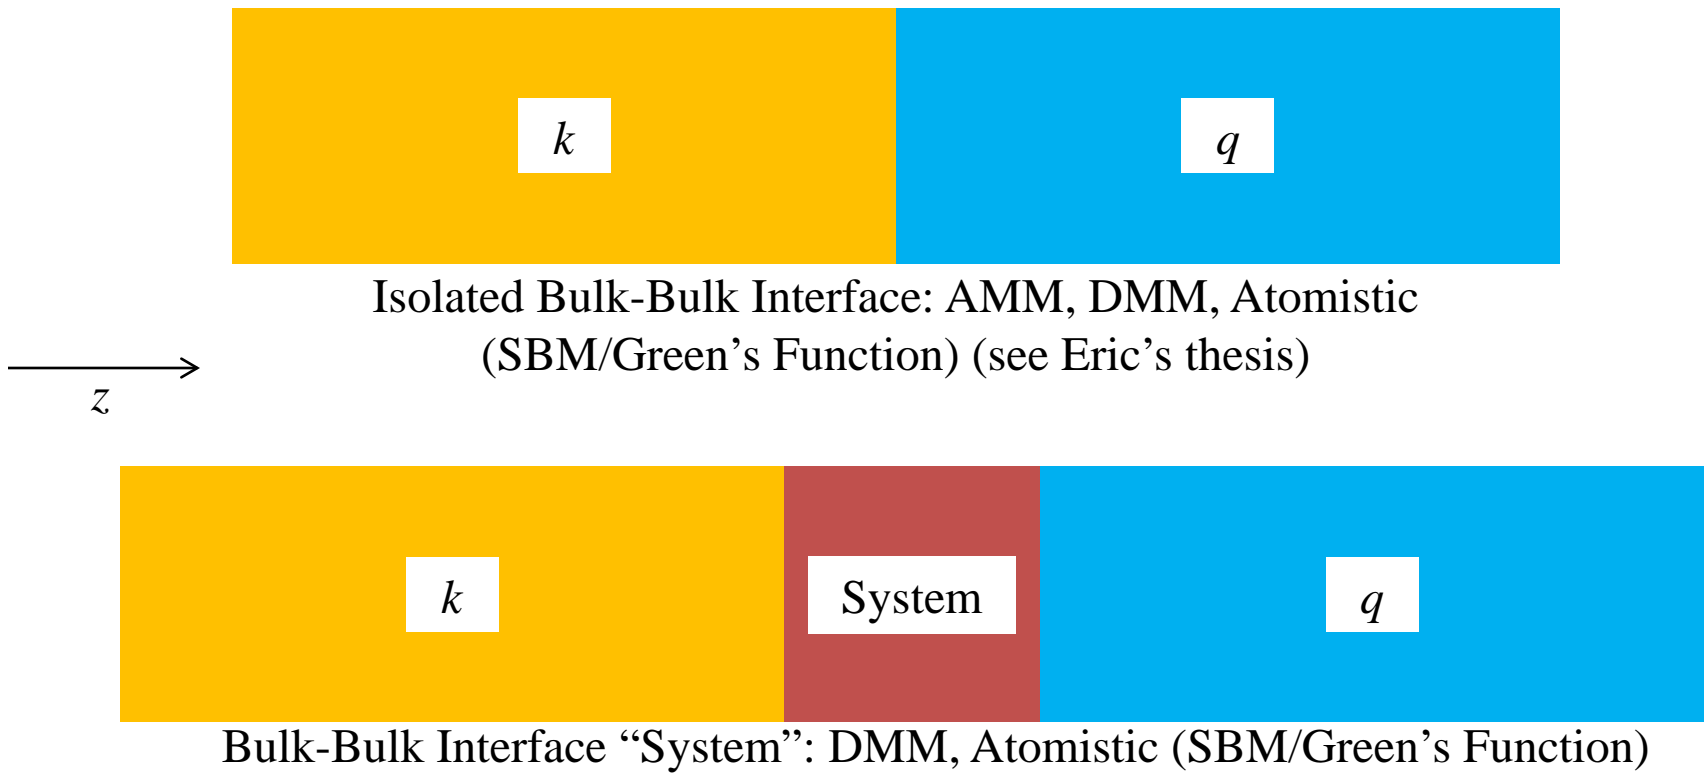 k
q
Isolated Bulk-Bulk Interface: AMM, DMM, Atomistic
(SBM/Green’s Function) (see Eric’s thesis)
z
k
System
q
Bulk-Bulk Interface “System”: DMM, Atomistic (SBM/Green’s Function)